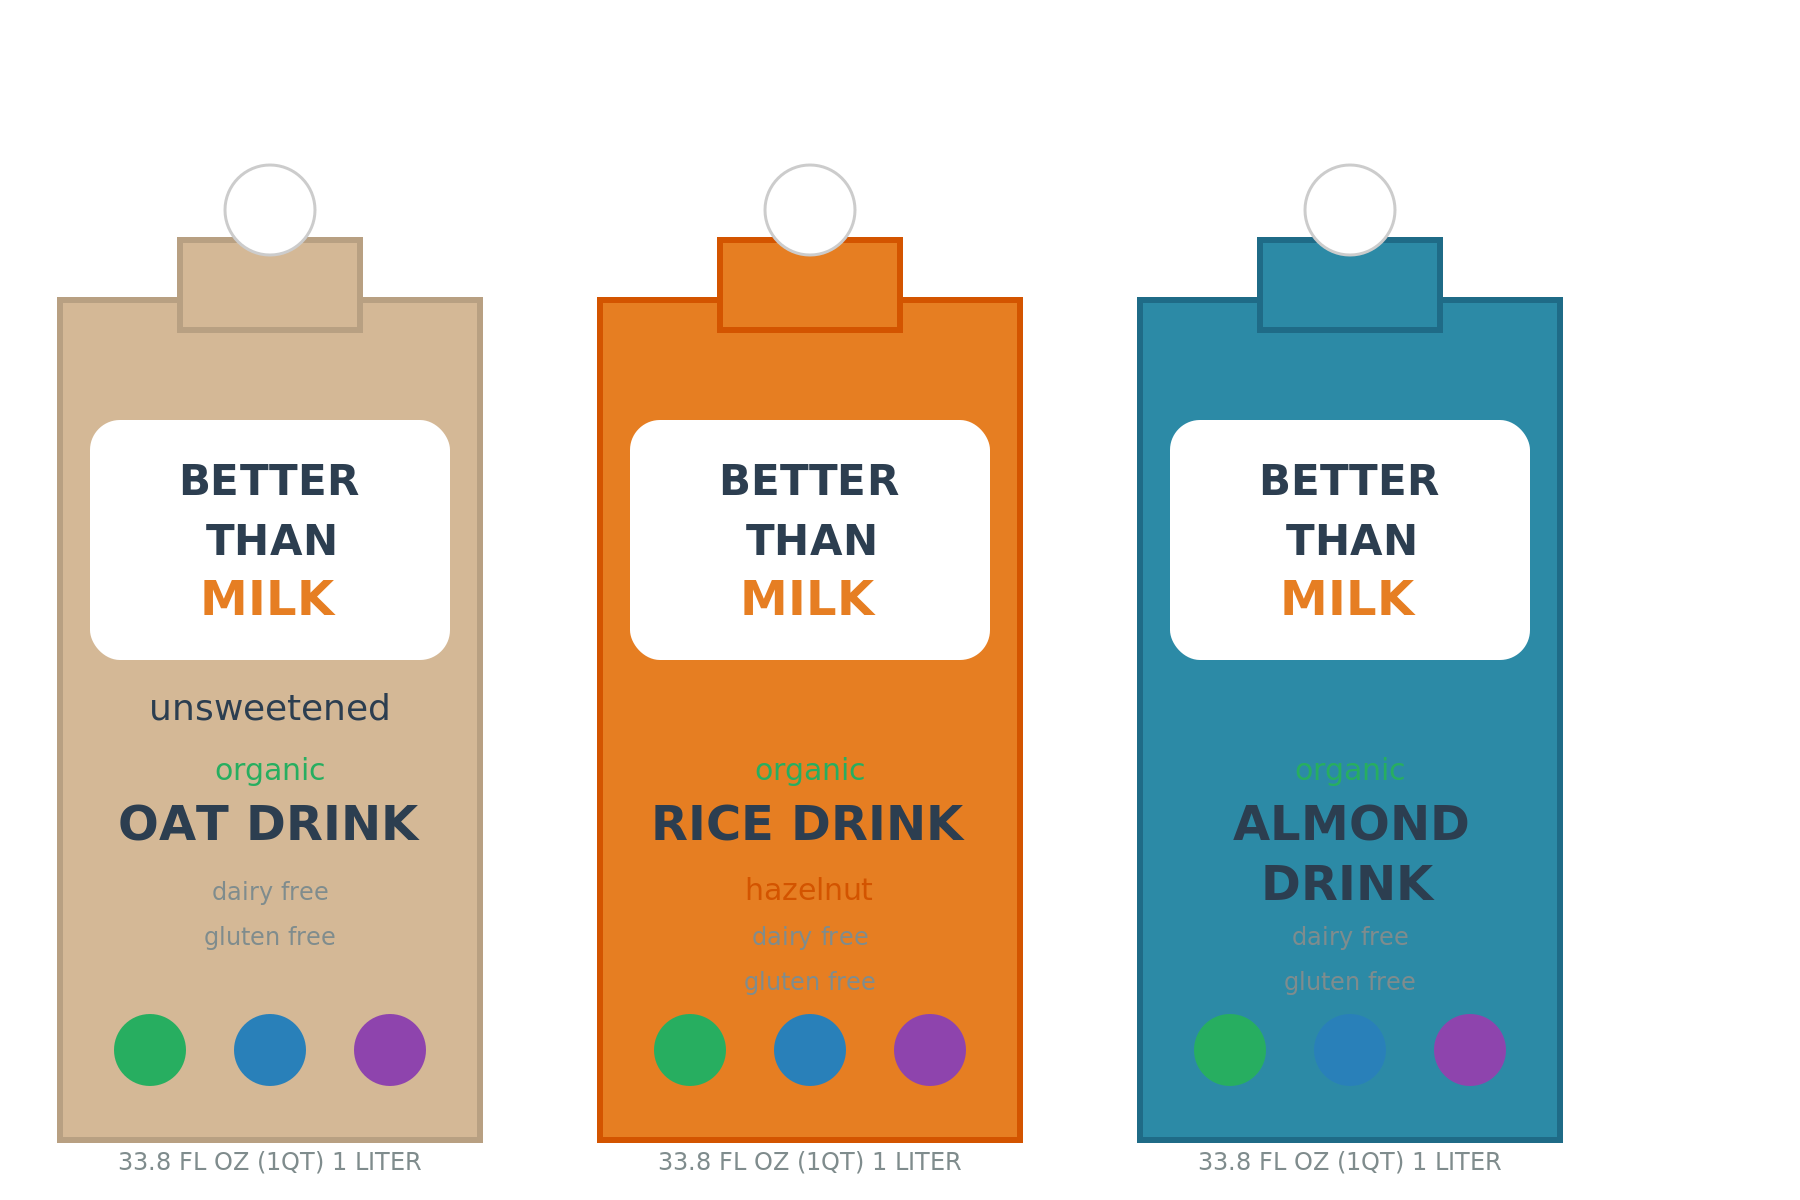 BETTER
THAN
MILK
unsweetened
organic
OAT DRINK
dairy free
gluten free
33.8 FL OZ (1QT) 1 LITER
BETTER
THAN
MILK
organic
RICE DRINK
hazelnut
dairy free
gluten free
33.8 FL OZ (1QT) 1 LITER
BETTER
THAN
MILK
organic
ALMOND
DRINK
dairy free
gluten free
33.8 FL OZ (1QT) 1 LITER